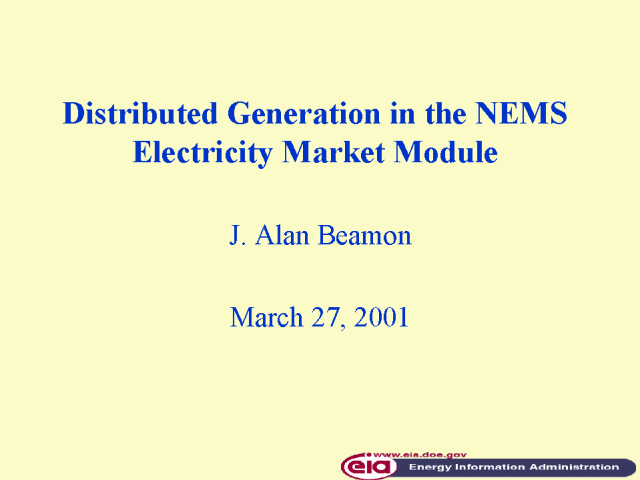 Distributed Generation in the NEMS
Electricity Market Module
J. Alan Beamon
March 27, 2001
www.eia.doe.gov
eia Energy Information Administration